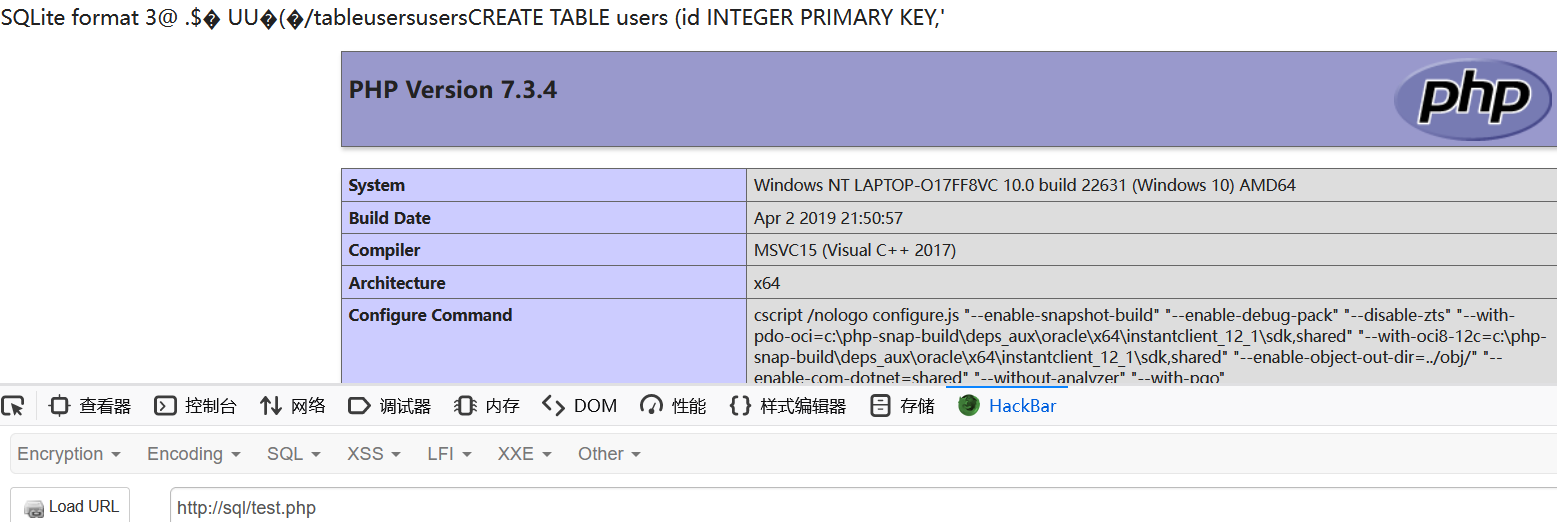 SQLite format 3@ .$� UU�(�/tableusersusersCREATE TABLE users (id INTEGER PRIMARY KEY,'
PHP Version 7.3.4
php
System Windows NT LAPTOP-O17FF8VC 10.0 build 22631 (Windows 10) AMD64
Build Date Apr 2 2019 21:50:57
Compiler MSVC15 (Visual C++ 2017)
Architecture x64
Configure Command cscript /nologo configure.js "--enable-snapshot-build" "--enable-debug-pack" "--disable-zts" "--with-
pdo-oci=c:\php-snap-build\deps_aux\oracle\x64\instantclient_12_1\sdk,shared" "--with-oci8-12c=c:\php-
snap-build\deps_aux\oracle\x64\instantclient_12_1\sdk,shared" "--enable-object-out-dir=../obj/" "--
enable-com-dotnet=shared" "--without-analyzer" "--with-pgo"
查看器 控制台 网络 调试器 内存 DOM 性能 样式编辑器 存储 HackBar
Encryption Encoding SQL XSS LFI XXE Other
Load URL http://sql/test.php